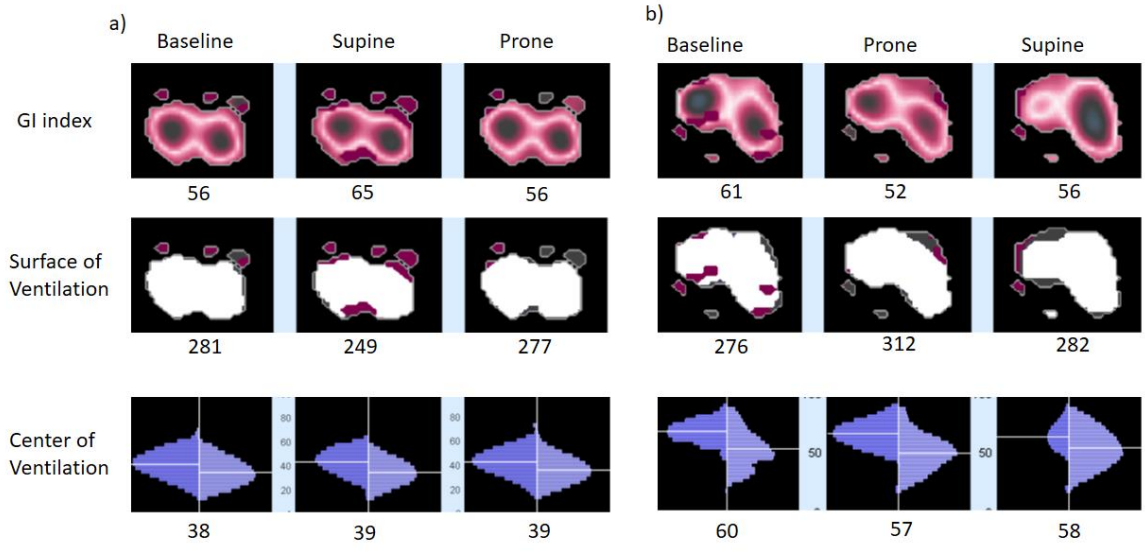 a)
Baseline Supine Prone
b)
Baseline Prone Supine
GI index
56 65 56
61 52 56
Surface of
Ventilation
281 249 277
276 312 282
Center of
Ventilation
80
60
40
20
80
60
40
20
50
50
38 39 39
60 57 58